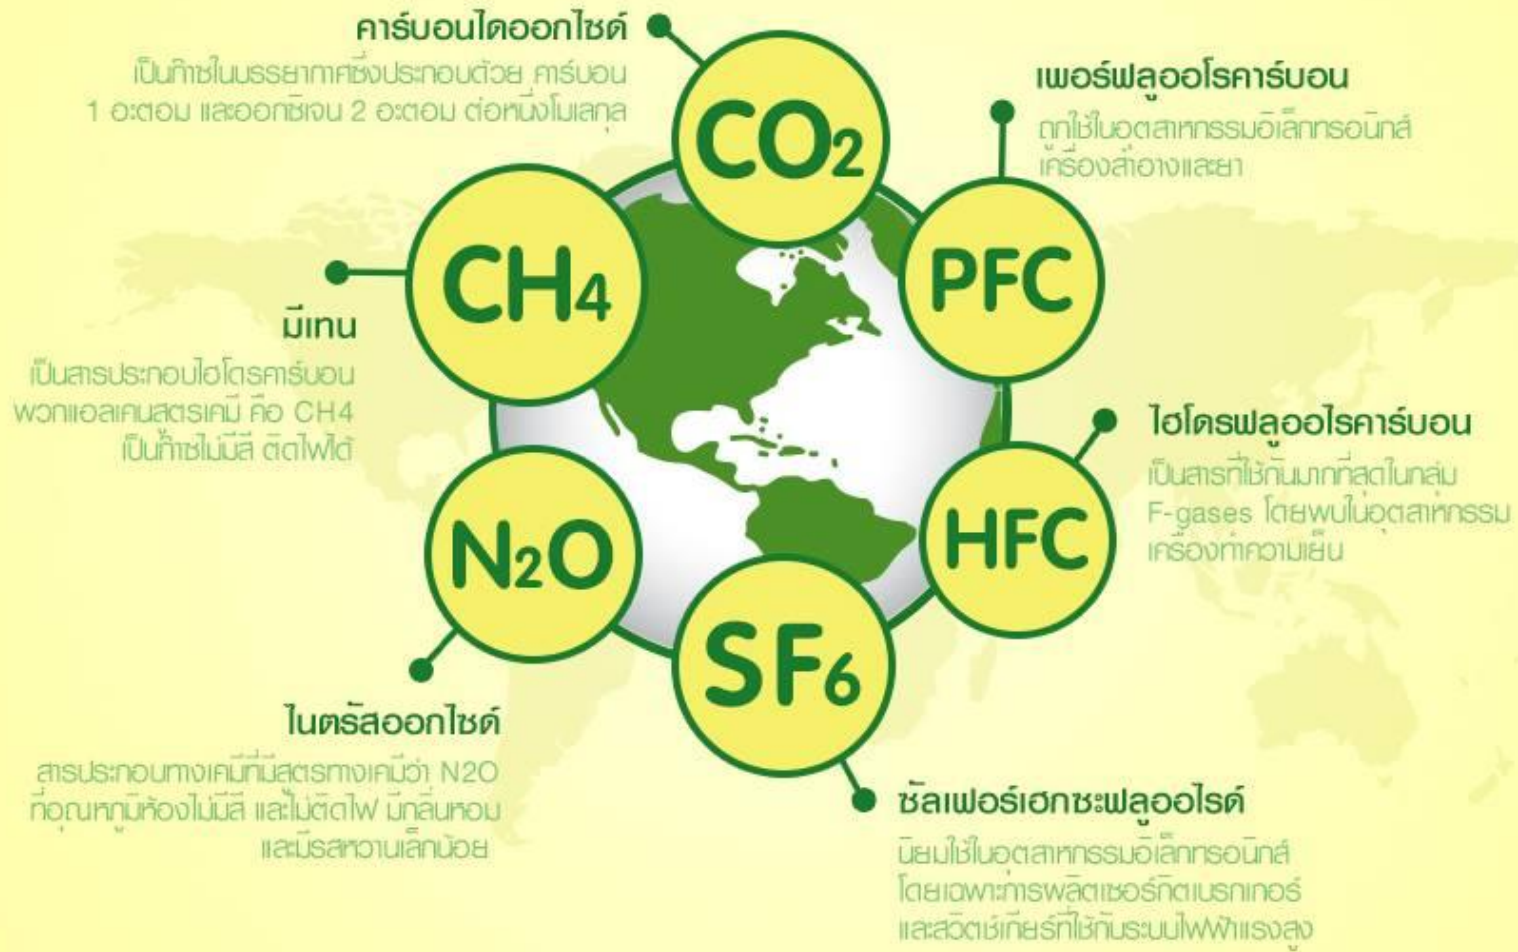 คาร์บอนไดออกไซด์
เป็นก๊าซในบรรยากาศซึ่งประกอบด้วย คาร์บอน
1 อะตอม และออกซิเจน 2 อะตอม ต่อหนึ่งโมเลกุล
CO2
เพอร์ฟลูออโรคาร์บอน
ถูกใช้ในอุตสาหกรรมอิเล็กทรอนิกส์
เครื่องสำอางและยา
PFC
CH4
มีเทน
เป็นสารประกอบไฮโดรคาร์บอน
พวกแอลเคนสูตรเคมี คือ CH4
เป็นก๊าซไม่มีสี ติดไฟได้
ไฮโดรฟลูออไรคาร์บอน
เป็นสารที่ใช้กันมากที่สุดในกลุ่ม
F-gases โดยพบในอุตสาหกรรม
เครื่องทำความเย็น
HFC
N2O
ไนตรัสออกไซด์
สารประกอบทางเคมีที่มีสูตรทางเคมีว่า N2O
ที่อุณหภูมิห้องไม่มีสี และไม่ติดไฟ มีกลิ่นหอม
และมีรสหวานเล็กน้อย
SF6
ซัลเฟอร์เฮกซะฟลูออไรด์
นิยมใช้ในอุตสาหกรรมอิเล็กทรอนิกส์
โดยเฉพาะการผลิตเซอร์กิตเบรกเกอร์
และสวิตช์เกียร์ที่ใช้กับระบบไฟฟ้าแรงสูง